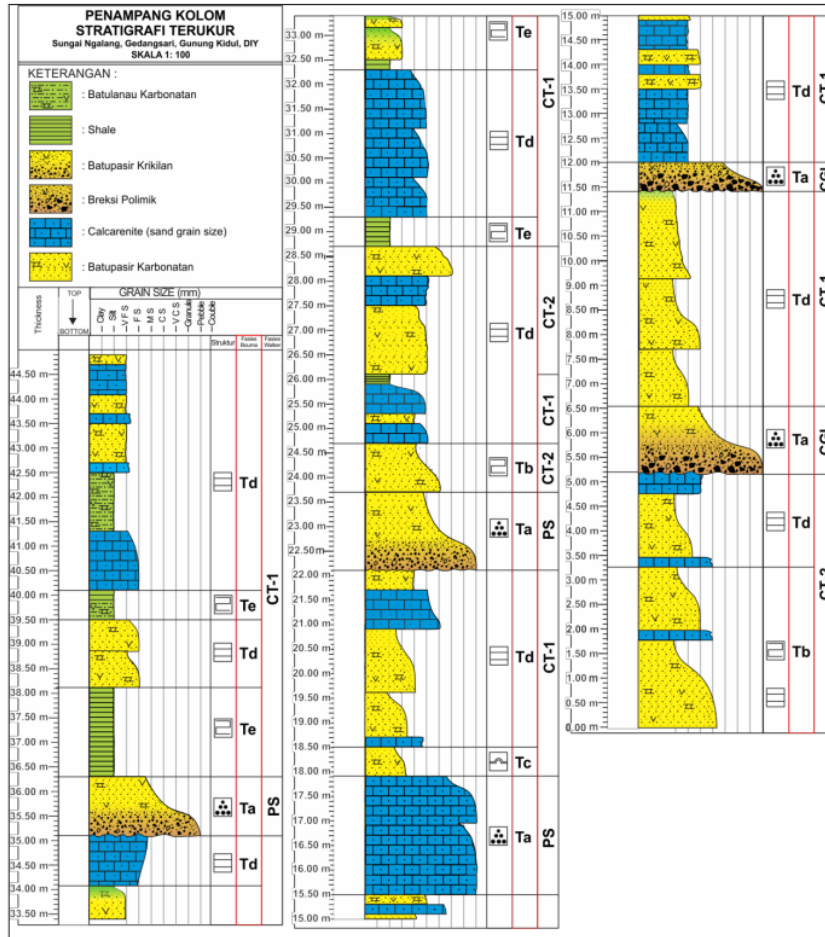 PENAMPANG KOLOM
STRATIGRAFI TERUKUR
Sungai Ngalang, Gedangsari, Gunung Kidul, DIY
SKALA 1: 100
KETERANGAN :
: Batulanau Karbonatan
: Shale
: Batupasir Krikilan
: Breksi Polimik
: Calcarenite (sand grain size)
: Batupasir Karbonatan
Thickness
TOP
BOTTOM
GRAIN SIZE (mm)
Clay
Silt
V F S
F S
M S
C S
V C S
Granula
Pebble
Couble
Struktur
Fasies Bouma
Fasies Walker
44.50 m
44.00 m
43.50 m
43.00 m
42.50 m
42.00 m
41.50 m
41.00 m
40.50 m
40.00 m
39.50 m
39.00 m
38.50 m
38.00 m
37.50 m
37.00 m
36.50 m
36.00 m
35.50 m
35.00 m
34.50 m
34.00 m
33.50 m
Td
Te
Td
Te
Ta
Td
CT-1
PS
33.00 m
32.50 m
32.00 m
31.50 m
31.00 m
30.50 m
30.00 m
29.50 m
29.00 m
28.50 m
28.00 m
27.50 m
27.00 m
26.50 m
26.00 m
25.50 m
25.00 m
24.50 m
24.00 m
23.50 m
23.00 m
22.50m
22.00 m
21.50 m
21.00 m
20.50 m
20.00 m
19.50 m
19.00 m
18.50 m
18.00 m
17.50 m
17.00 m
16.50 m
16.00 m
15.50 m
15.00 m
Te
Td
Te
Td
Tb
Ta
Td
Tc
Ta
CT-1
CT-2
CT-1
CT-2
PS
CT-1
PS
15.00 m
14.50 m
14.00 m
13.50 m
13.00 m
12.50 m
12.00 m
11.50 m
11.00 m
10.50 m
10.00 m
9.50 m
9.00 m
8.50 m
8.00 m
7.50 m
7.00 m
6.50 m
6.00 m
5.50 m
5.00 m
4.50 m
4.00 m
3.50 m
3.00 m
2.50 m
2.00 m
1.50 m
1.00 m
0.50 m
0.00 m
Td
Ta
Td
Ta
Td
Tb
CT-1
CGL
CT-1
CGL
CT-2